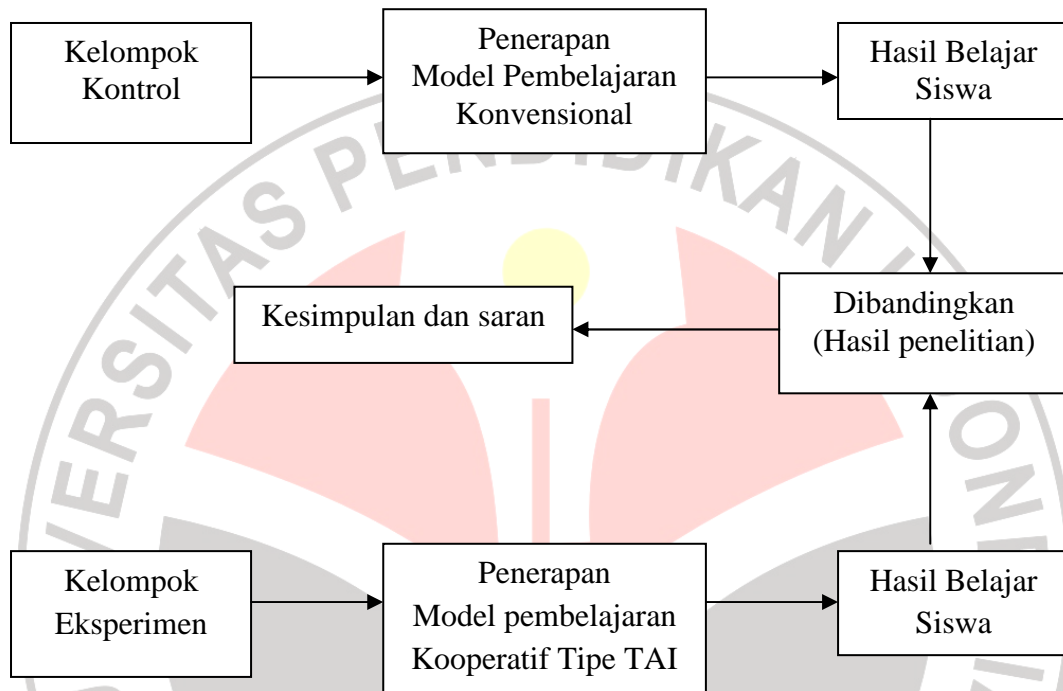 Kelompok
Kontrol
Penerapan
Model Pembelajaran
Konvensional
Hasil Belajar
Siswa
Kesimpulan dan saran
Dibandingkan
(Hasil penelitian)
Kelompok
Eksperimen
Penerapan
Model pembelajaran
Kooperatif Tipe TAI
Hasil Belajar
Siswa